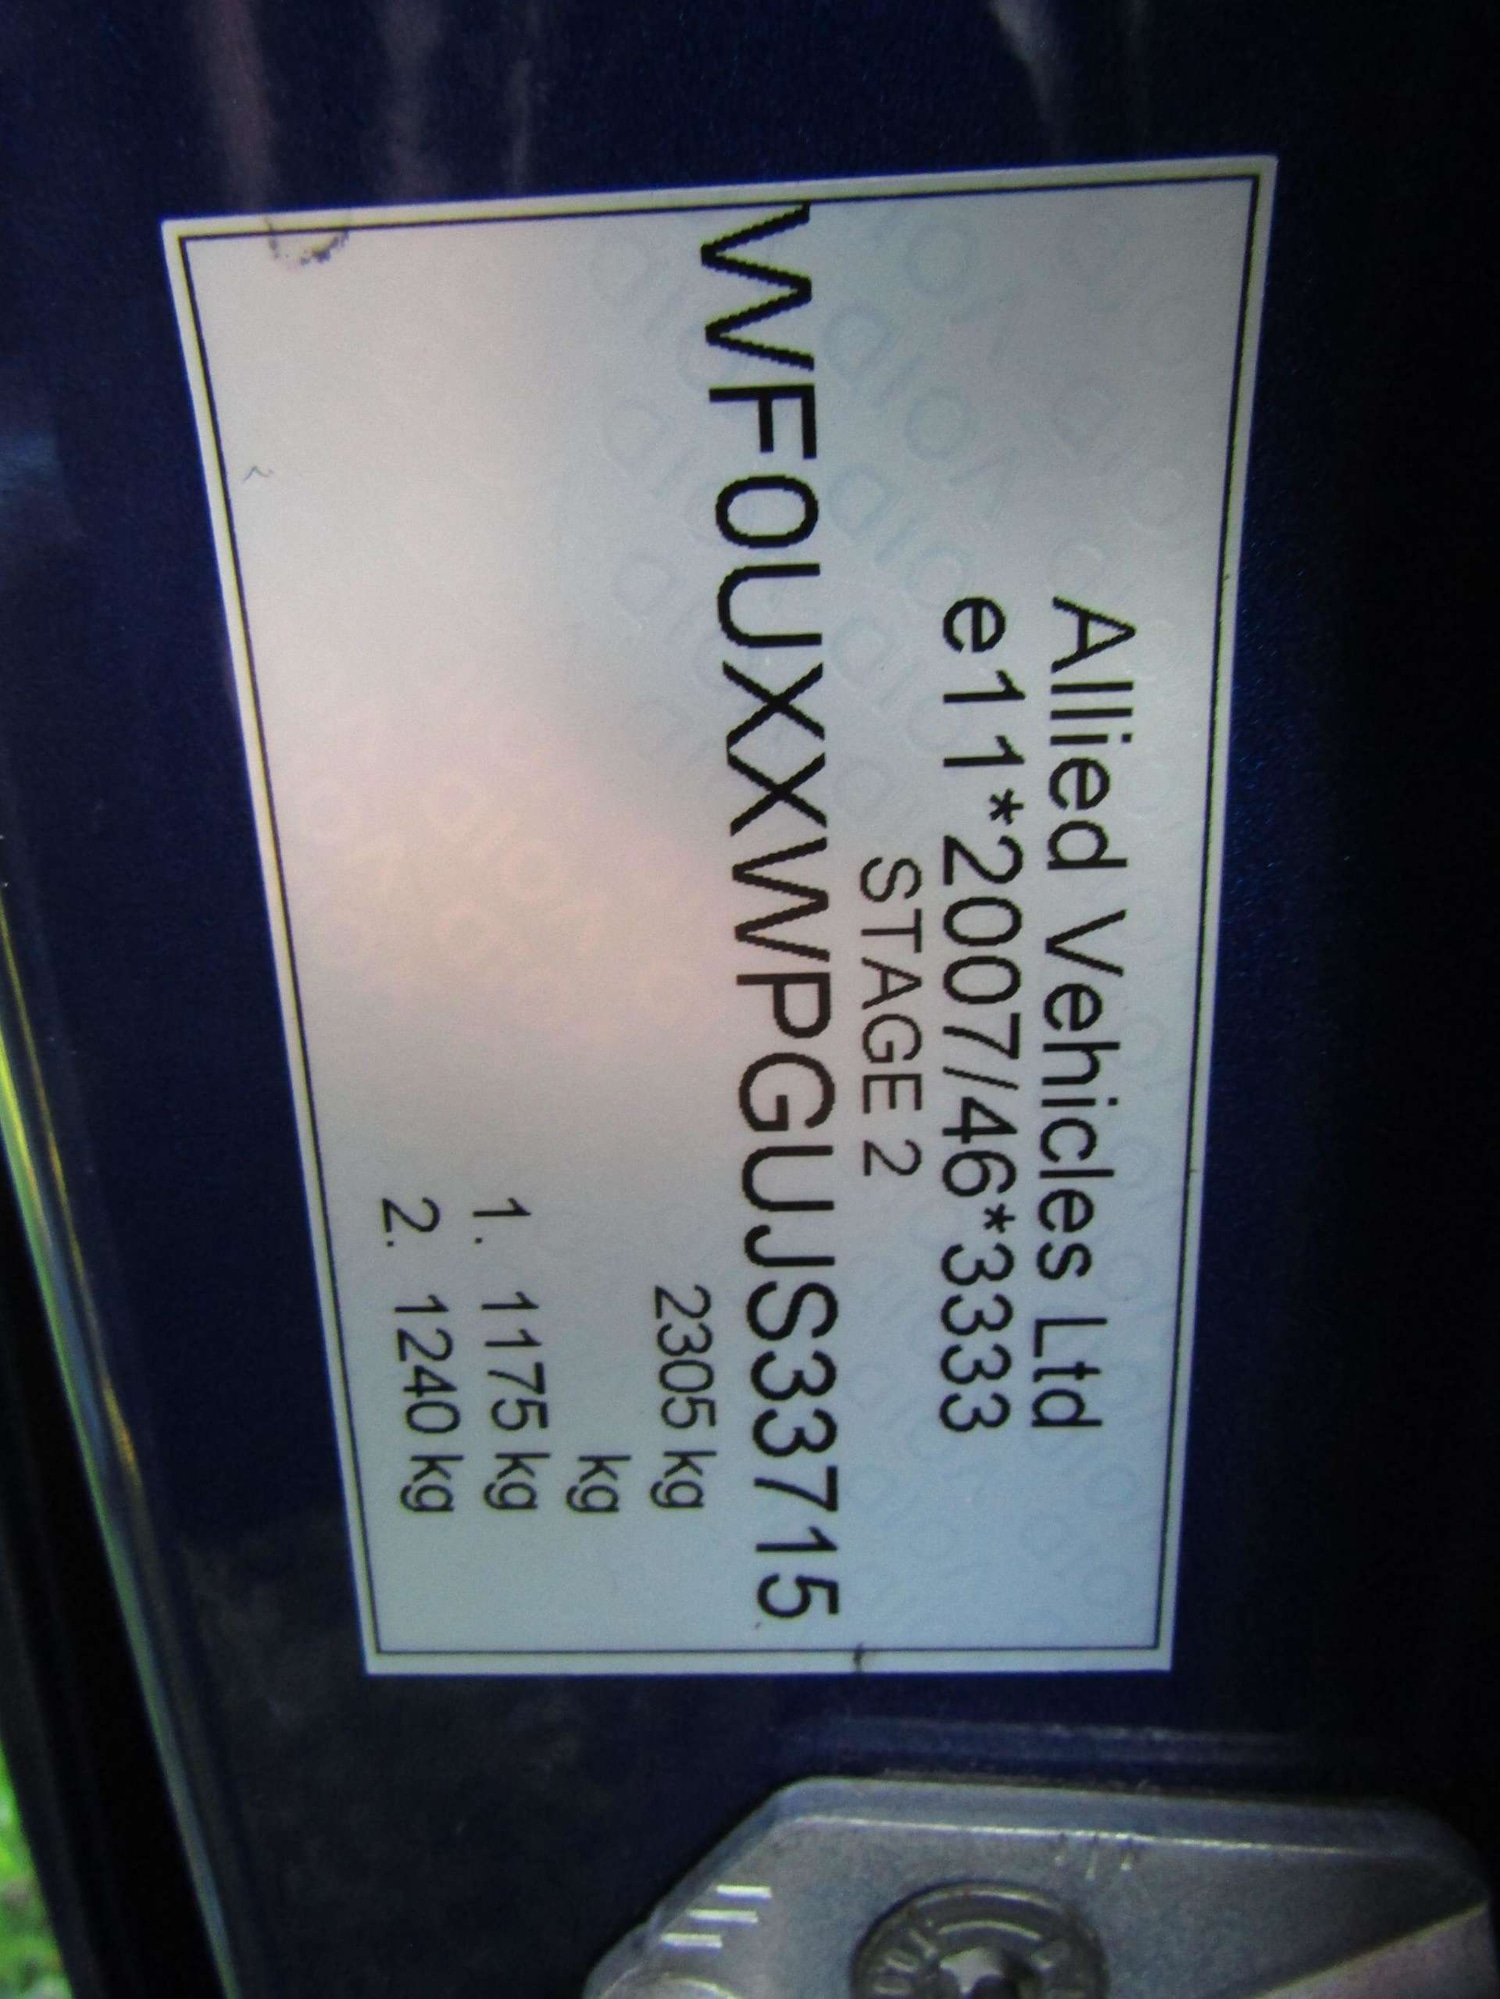 Allied Vehicles Ltd
e11*2007/46*3333
STAGE 2
WF0UXXWPGUJS33715
2305 kg
kg
1. 1175 kg
2. 1240 kg